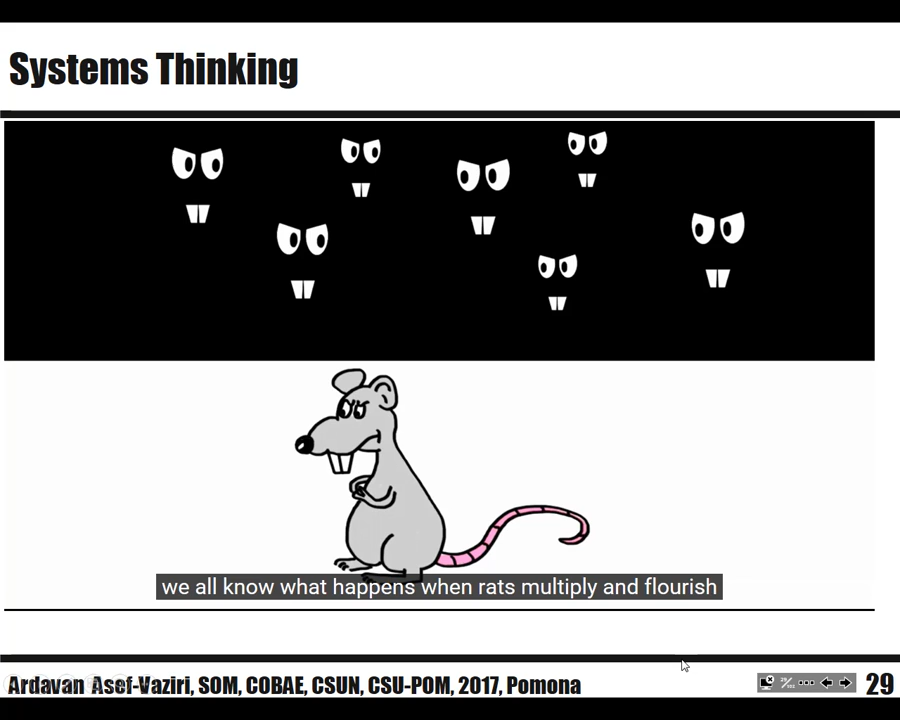 Systems Thinking
we all know what happens when rats multiply and flourish
Ardavan Asef-Vaziri, SOM, COBAE, CSUN, CSU-POM, 2017, Pomona
29